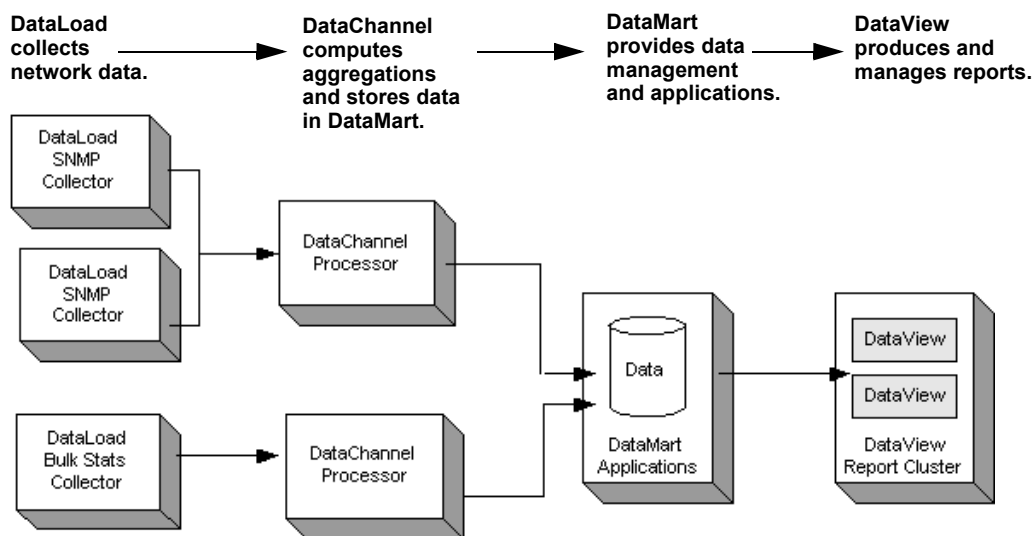 DataLoad
collects
network data.
DataChannel
computes
aggregations
and stores data
in DataMart.
DataMart
provides data
management
and applications.
DataView
produces and
manages reports.
DataLoad
SNMP
Collector
DataLoad
SNMP
Collector
DataChannel
Processor
DataLoad
Bulk Stats
Collector
DataChannel
Processor
Data
DataMart
Applications
DataView
DataView
DataView
Report Cluster